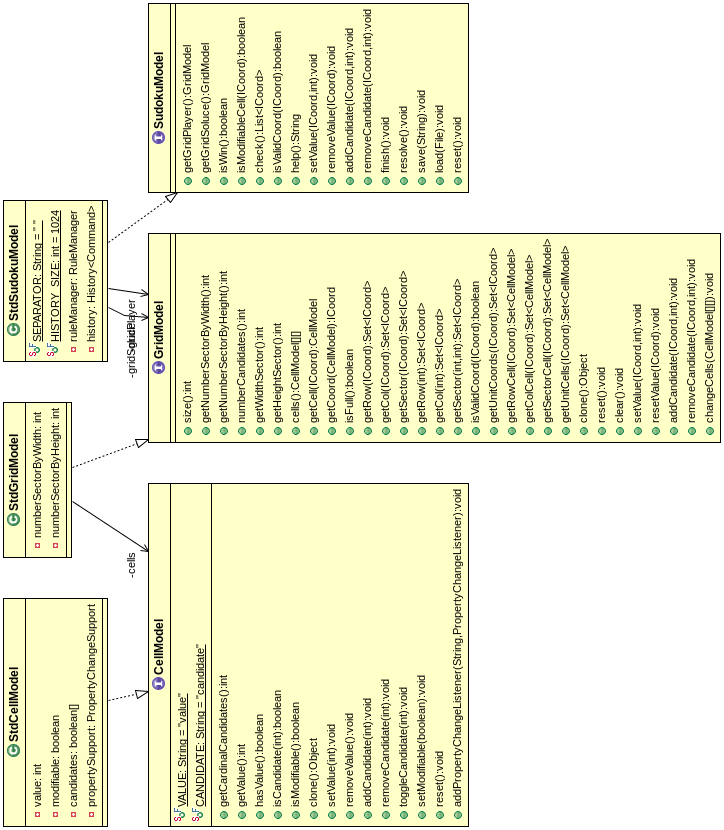 StdCellModel
value: int
modifiable: boolean
candidates: boolean[]
propertySupport: PropertyChangeSupport
StdGridModel
numberSectorByWidth: int
numberSectorByHeight: int
StdSudokuModel
SEPARATOR: String = " "
HISTORY_SIZE: int = 1024
ruleManager: RuleManager
history: History<Command>
-cells
CellModel
VALUE: String = "value"
CANDIDATE: String = "candidate"
getCardinalCandidates():int
getValue():int
hasValue():boolean
isCandidate(int):boolean
isModifiable():boolean
clone():Object
setValue(int):void
removeValue():void
addCandidate(int):void
removeCandidate(int):void
toggleCandidate(int):void
setModifiable(boolean):void
reset():void
addPropertyChangeListener(String,PropertyChangeListener):void
GridModel
size():int
getNumberSectorByWidth():int
getNumberSectorByHeight():int
numberCandidates():int
getWidthSector():int
getHeightSector():int
cells():CellModel[][]
getCell(ICoord):CellModel
getCoord(CellModel):ICoord
isFull():boolean
getRow(ICoord):Set<ICoord>
getCol(ICoord):Set<ICoord>
getSector(ICoord):Set<ICoord>
getRow(int):Set<ICoord>
getCol(int):Set<ICoord>
getSector(int,int):Set<ICoord>
isValidCoord(ICoord):boolean
getUnitCoords(ICoord):Set<ICoord>
getRowCell(ICoord):Set<CellModel>
getColCell(ICoord):Set<CellModel>
getSectorCell(ICoord):Set<CellModel>
getUnitCells(ICoord):Set<CellModel>
clone():Object
reset():void
clear():void
setValue(ICoord,int):void
resetValue(ICoord):void
addCandidate(ICoord,int):void
removeCandidate(ICoord,int):void
changeCells(CellModel[][]):void
SudokuModel
getGridPlayer():GridModel
getGridSoluce():GridModel
isWin():boolean
isModifiableCell(ICoord):boolean
check():List<ICoord>
isValidCoord(ICoord):boolean
help():String
setValue(ICoord,int):void
removeValue(ICoord):void
addCandidate(ICoord,int):void
removeCandidate(ICoord,int):void
finish():void
resolve():void
save(String):void
load(File):void
reset():void